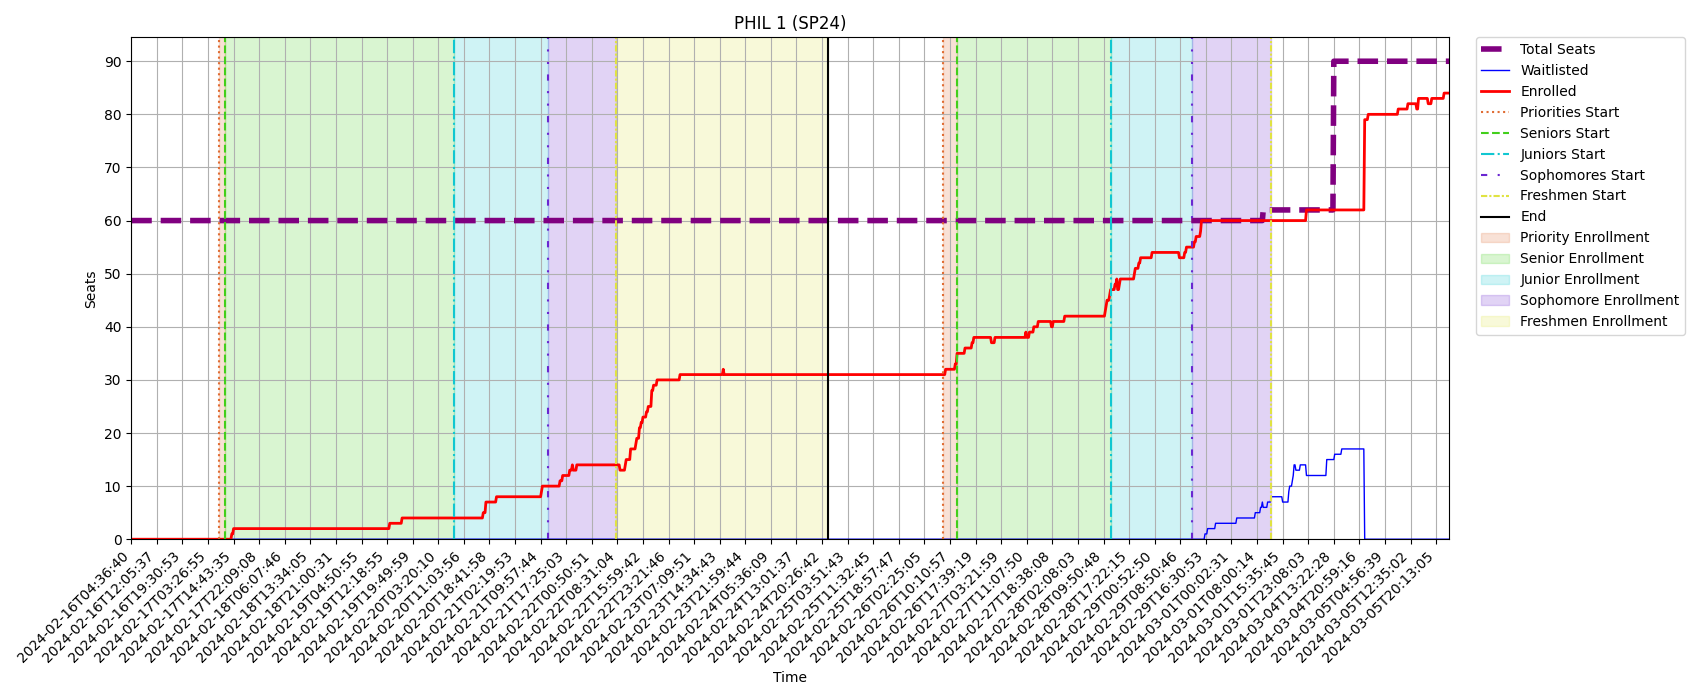 PHIL 1 (SP24)
Seats
90
80
70
60
50
40
30
20
10
0
2024-02-16T04:36:40
2024-02-16T12:05:37
2024-02-16T19:30:53
2024-02-17T03:26:55
2024-02-17T14:43:35
2024-02-17T22:09:08
2024-02-18T06:07:46
2024-02-18T13:34:05
2024-02-18T21:00:31
2024-02-19T04:50:55
2024-02-19T12:18:55
2024-02-19T19:49:59
2024-02-20T03:20:10
2024-02-20T11:03:56
2024-02-20T18:41:58
2024-02-21T02:19:53
2024-02-21T09:57:44
2024-02-21T17:25:03
2024-02-22T00:50:51
2024-02-22T08:31:04
2024-02-22T15:59:42
2024-02-22T23:21:46
2024-02-23T07:09:51
2024-02-23T14:34:43
2024-02-23T21:59:44
2024-02-24T05:36:09
2024-02-24T13:01:37
2024-02-24T20:26:42
2024-02-25T03:51:43
2024-02-25T11:32:45
2024-02-25T18:57:47
2024-02-26T02:25:05
2024-02-26T10:10:57
2024-02-26T17:39:19
2024-02-27T03:21:59
2024-02-27T11:07:50
2024-02-27T18:38:08
2024-02-28T02:08:03
2024-02-28T09:50:48
2024-02-28T17:22:15
2024-02-29T00:52:50
2024-02-29T08:50:46
2024-02-29T16:30:53
2024-03-01T00:02:31
2024-03-01T08:00:14
2024-03-01T15:35:45
2024-03-01T23:08:03
2024-03-04T13:22:28
2024-03-04T20:59:16
2024-03-05T04:56:39
2024-03-05T12:35:02
2024-03-05T20:13:05
Time
Total Seats
Waitlisted
Enrolled
Priorities Start
Seniors Start
Juniors Start
Sophomores Start
Freshmen Start
End
Priority Enrollment
Senior Enrollment
Junior Enrollment
Sophomore Enrollment
Freshmen Enrollment